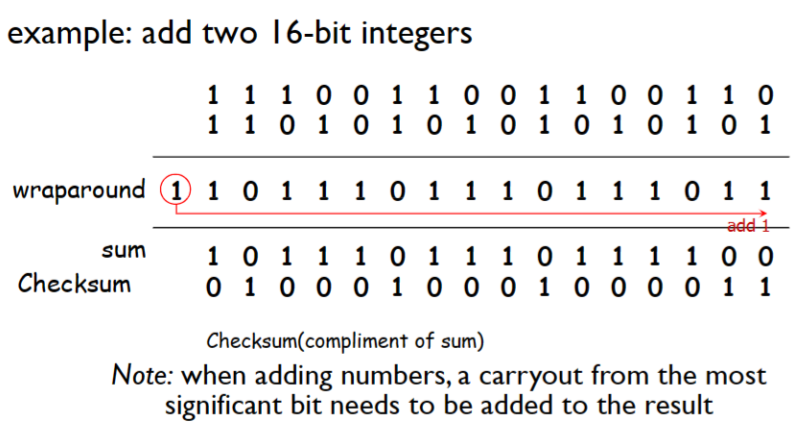 example: add two 16-bit integers
1 1 1 0 0 1 1 0 0 1 1 0 0 1 1 0
1 1 0 1 0 1 0 1 0 1 0 1 0 1 0 1
wraparound 1 1 0 1 1 1 0 1 1 1 0 1 1 1 0 1 1
add 1
sum 1 0 1 1 1 0 1 1 1 0 1 1 1 1 0 0
Checksum 0 1 0 0 0 1 0 0 0 1 0 0 0 0 1 1
Checksum(compliment of sum)
Note: when adding numbers, a carryout from the most
significant bit needs to be added to the result